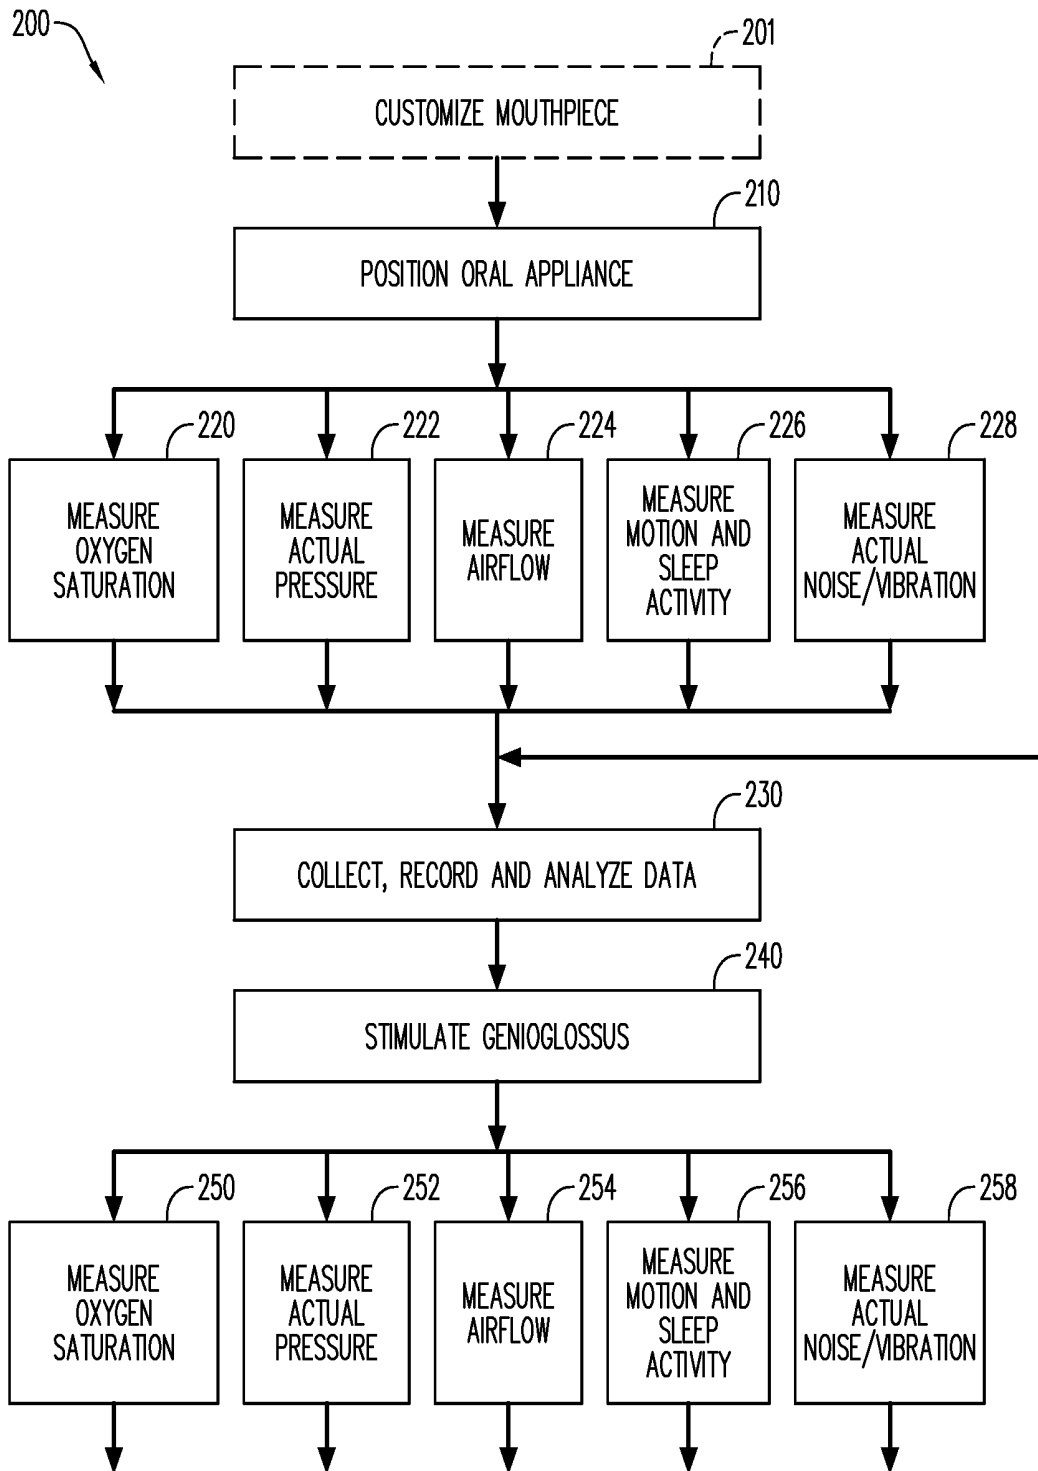 200
201
CUSTOMIZE MOUTHPIECE
210
POSITION ORAL APPLIANCE
220
MEASURE
OXYGEN
SATURATION
222
MEASURE
ACTUAL
PRESSURE
224
MEASURE
AIRFLOW
226
MEASURE
MOTION AND
SLEEP
ACTIVITY
228
MEASURE
ACTUAL
NOISE/VIBRATION
230
COLLECT, RECORD AND ANALYZE DATA
240
STIMULATE GENIOGLOSSUS
250
MEASURE
OXYGEN
SATURATION
252
MEASURE
ACTUAL
PRESSURE
254
MEASURE
AIRFLOW
256
MEASURE
MOTION AND
SLEEP
ACTIVITY
258
MEASURE
ACTUAL
NOISE/VIBRATION